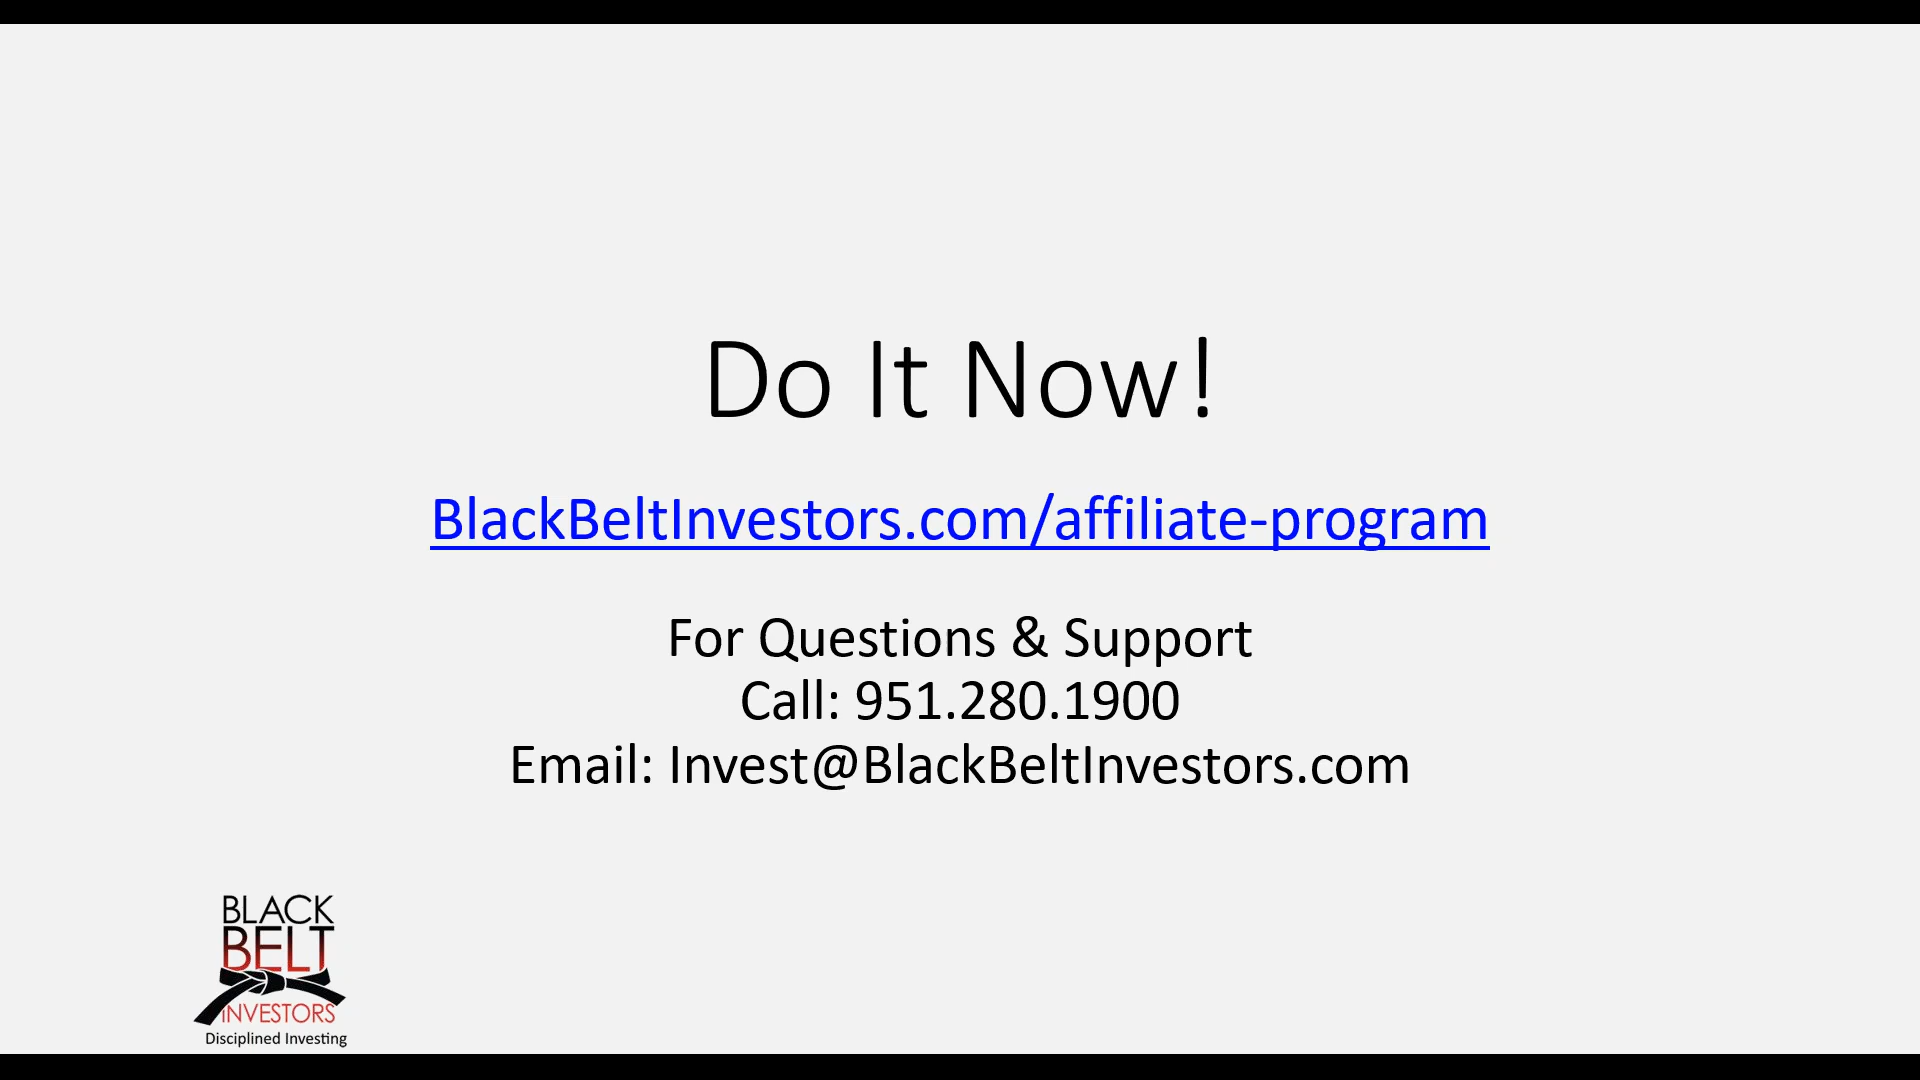 Do It Now!
BlackBeltInvestors.com/affiliate-program
For Questions & Support
Call: 951.280.1900
Email: Invest@BlackBeltInvestors.com
BLACK
BELT
INVESTORS
Disciplined Investing